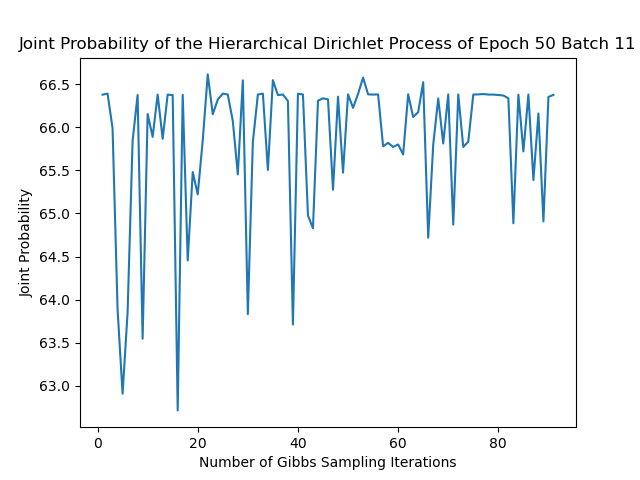 Joint Probability of the Hierarchical Dirichlet Process of Epoch 50 Batch 11
66.5
66.0
65.5
65.0
64.5
64.0
63.5
63.0
Joint Probability
0 20 40 60 80
Number of Gibbs Sampling Iterations